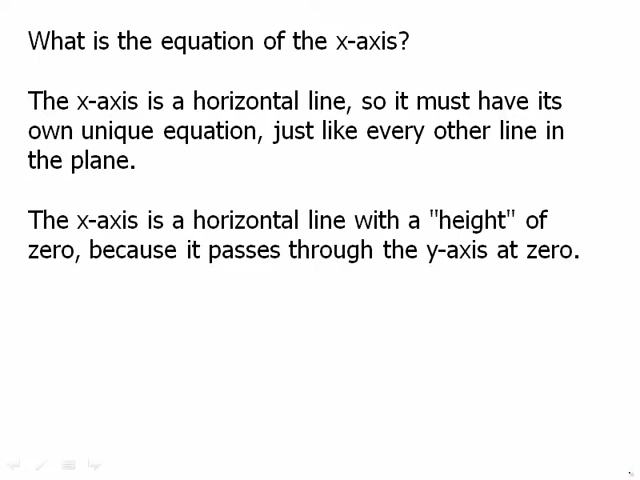 What is the equation of the x-axis?
The x-axis is a horizontal line, so it must have its
own unique equation, just like every other line in
the plane.
The x-axis is a horizontal line with a "height" of
zero, because it passes through the y-axis at zero.